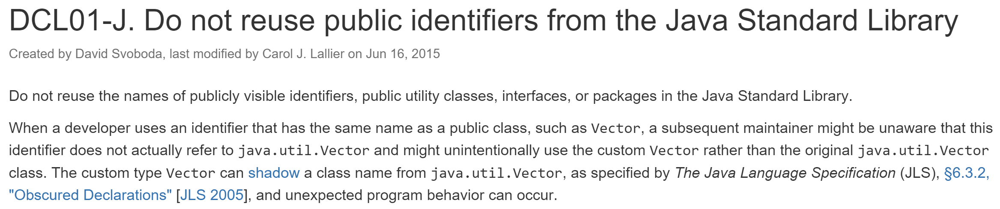 DCL01-J. Do not reuse public identifiers from the Java Standard Library
Created by David Svoboda, last modified by Carol J. Lallier on Jun 16, 2015
Do not reuse the names of publicly visible identifiers, public utility classes, interfaces, or packages in the Java Standard Library.
When a developer uses an identifier that has the same name as a public class, such as Vector, a subsequent maintainer might be unaware that this
identifier does not actually refer to java.util.Vector and might unintentionally use the custom Vector rather than the original java.util.Vector
class. The custom type Vector can shadow a class name from java.util.Vector, as specified by The Java Language Specification (JLS), §6.3.2,
"Obscured Declarations" [JLS 2005], and unexpected program behavior can occur.